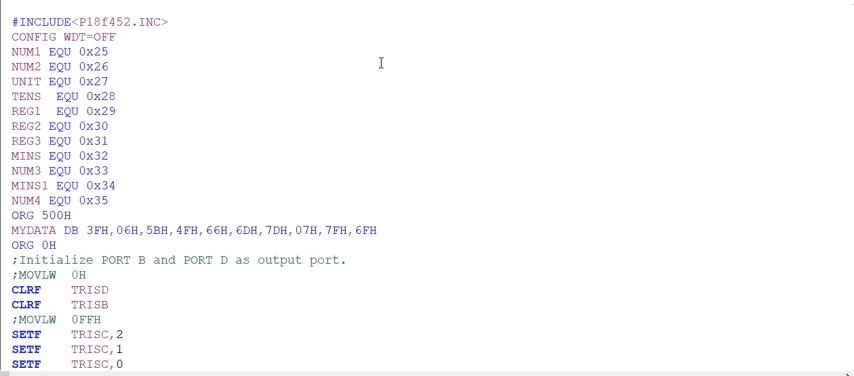 #INCLUDE<P18f452.INC>
CONFIG WDT=OFF
NUM1 EQU 0x25
NUM2 EQU 0x26
UNIT EQU 0x27
TENS  EQU 0x28
REG1  EQU 0x29
REG2 EQU 0x30
REG3 EQU 0x31
MINS EQU 0x32
NUM3 EQU 0x33
MINS1 EQU 0x34
NUM4 EQU 0x35
ORG 500H
MYDATA DB 3FH,06H,5BH,4FH,66H,6DH,7DH,07H,7FH,6FH
ORG 0H
;Initialize PORT B and PORT D as output port.
;MOVLW  0H
CLRF    TRISD
CLRF    TRISB
;MOVLW  0FFH
SETF    TRISC,2
SETF    TRISC,1
SETF    TRISC,0